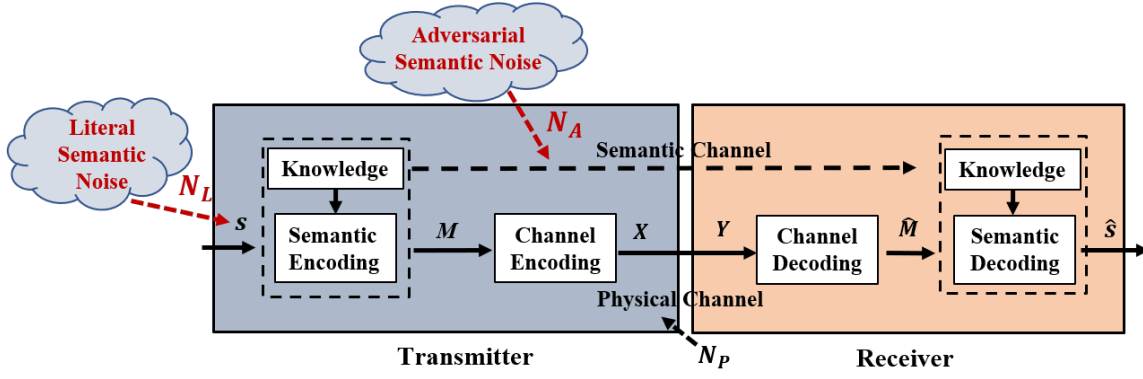 Adversarial
Semantic Noise
N_A
Literal
Semantic
Noise
N_L
Semantic Channel
Knowledge
Knowledge
s
Semantic
Encoding
M
Channel
Encoding
X
Y
Channel
Decoding
M̂
Semantic
Decoding
ŝ
Physical Channel
N_P
Transmitter
Receiver